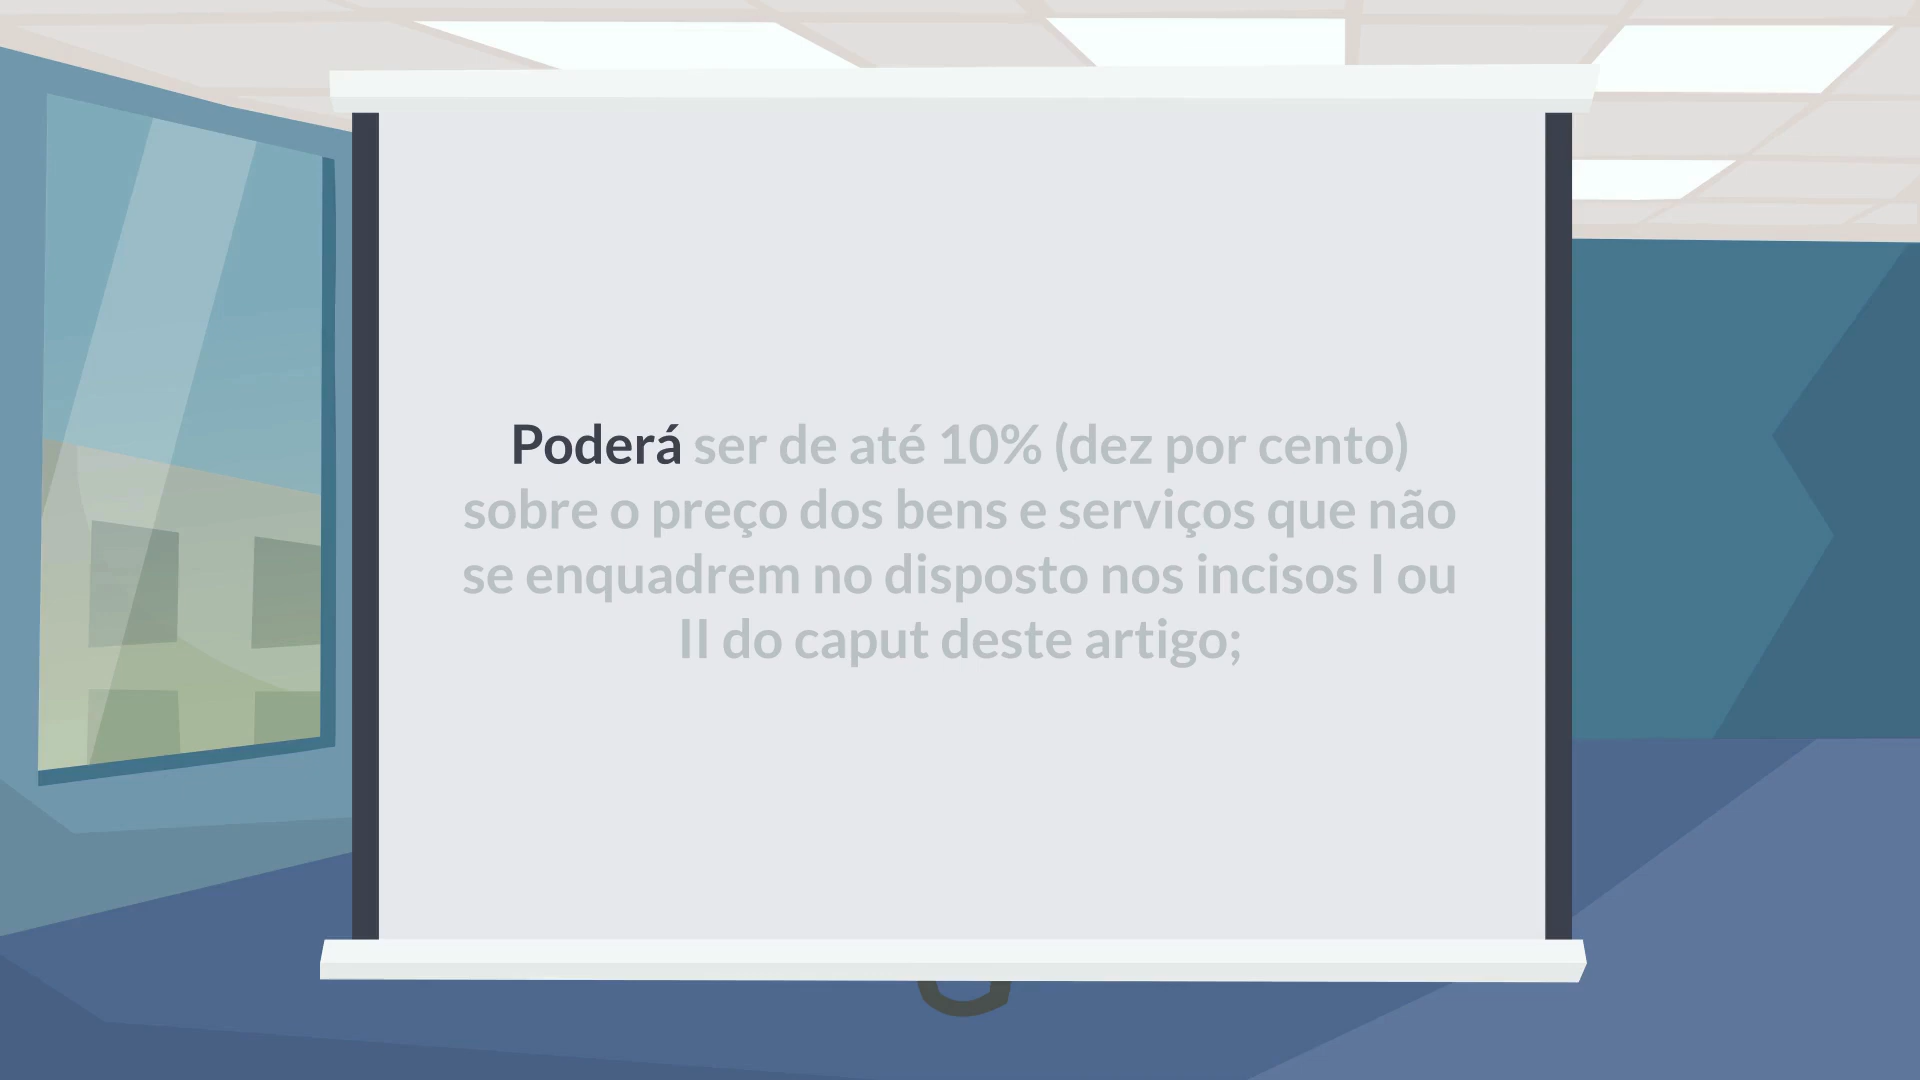 Poderá ser de até 10% (dez por cento)
sobre o preço dos bens e serviços que não
se enquadrem no disposto nos incisos I ou
II do caput deste artigo;